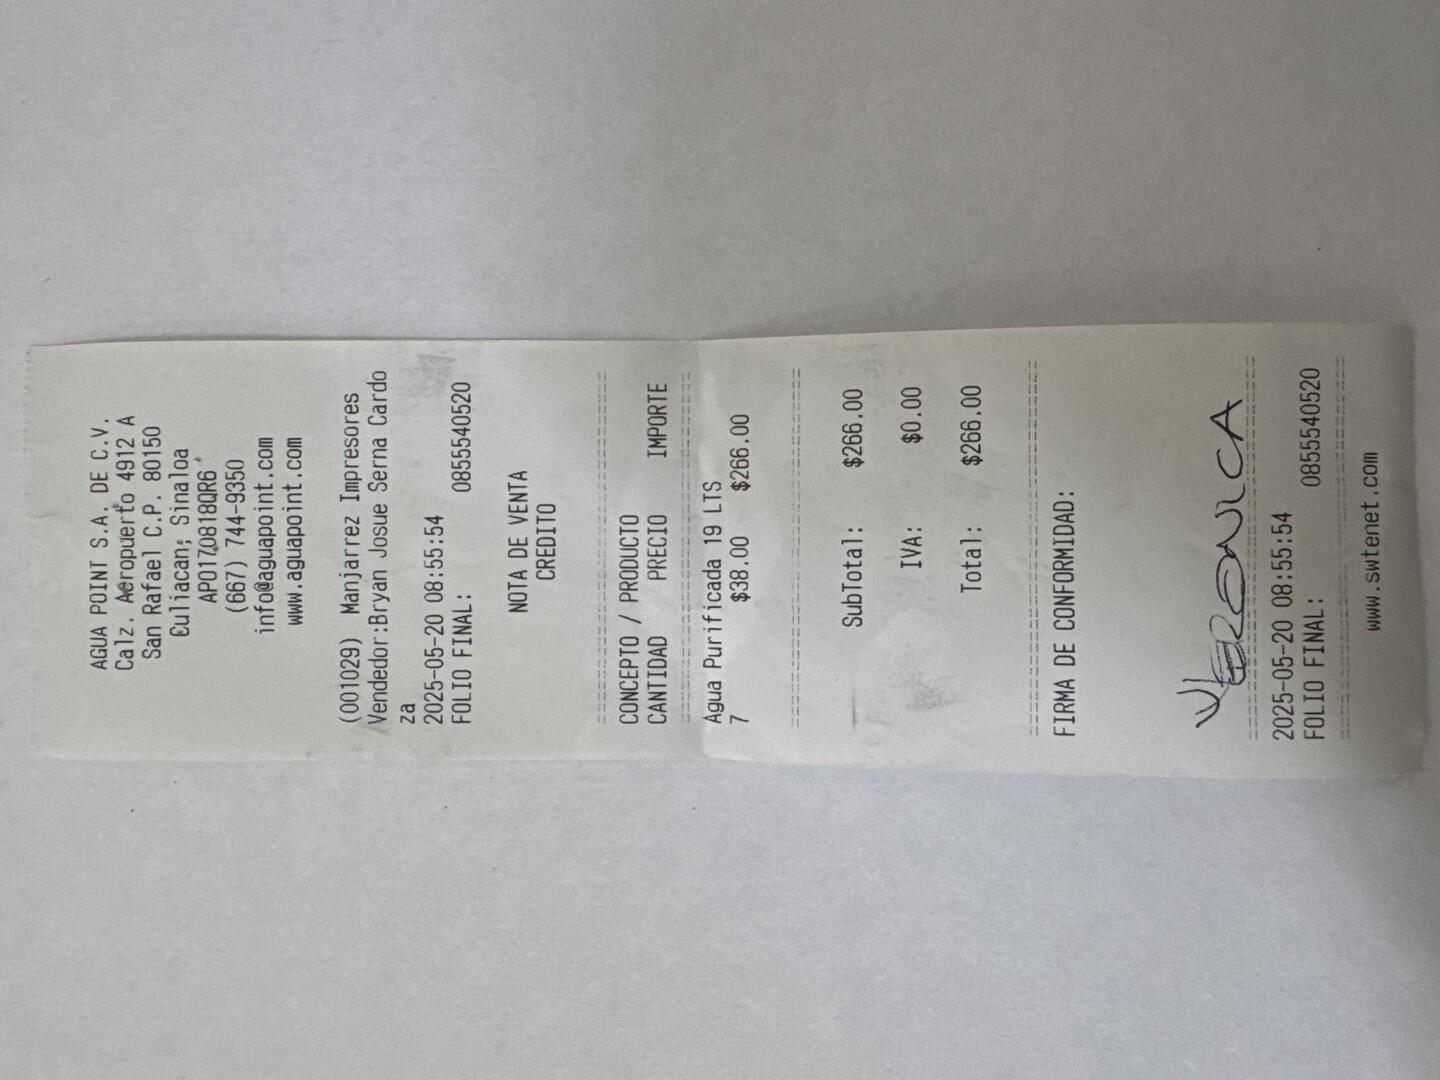 AGUA POINT S.A. DE C.V.
Calz. Aeropuerto 4912 A
San Rafael C.P. 80150
Culiacan; Sinaloa
APO170818QR6
(667) 744-9350
info@aguapoint.com
www.aguapoint.com
(001029) Manjarrez Impresores
Vendedor:Bryan Josue Serna Cardo
za
2025-05-20 08:55:54
FOLIO FINAL: 0855540520
NOTA DE VENTA
CREDITO
CONCEPTO / PRODUCTO
CANTIDAD PRECIO IMPORTE
Agua Purificada 19 LTS
7 $38.00 $266.00
SubTotal: $266.00
IVA: $0.00
Total: $266.00
FIRMA DE CONFORMIDAD:
VERONICA
2025-05-20 08:55:54
FOLIO FINAL: 0855540520
www.swtenet.com